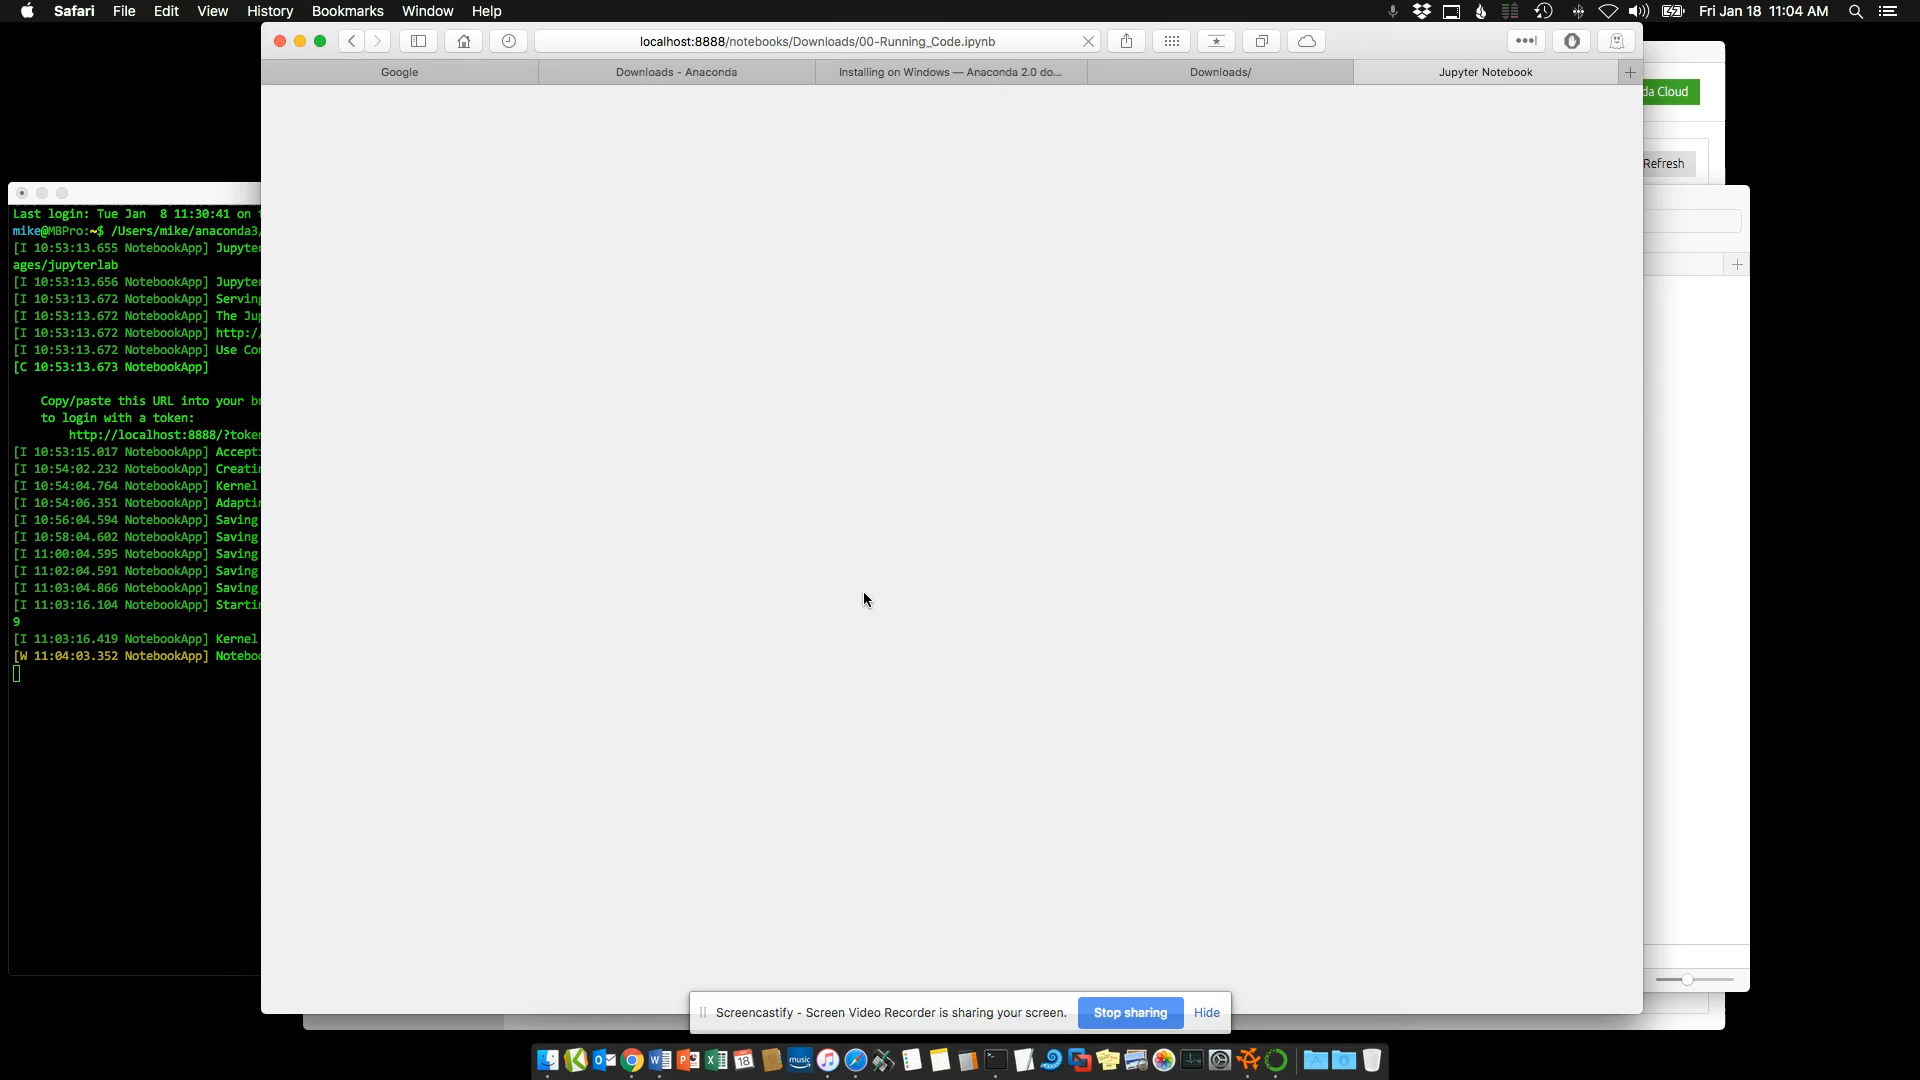 Safari File Edit View History Bookmarks Window Help
Fri Jan 18 11:04 AM
localhost:8888/notebooks/Downloads/00-Running_Code.ipynb
Google
Downloads - Anaconda
Installing on Windows — Anaconda 2.0 do...
Downloads/
Jupyter Notebook
da Cloud
Refresh
Last login: Tue Jan 8 11:30:41 on
mike@MBPro:~$ /Users/mike/anaconda3/
[I 10:53:13.655 NotebookApp] Jupyte
ages/jupyterlab
[I 10:53:13.656 NotebookApp] Jupyte
[I 10:53:13.672 NotebookApp] Serving
[I 10:53:13.672 NotebookApp] The Jup
[I 10:53:13.672 NotebookApp] http:/
[I 10:53:13.672 NotebookApp] Use Con
[C 10:53:13.673 NotebookApp]
Copy/paste this URL into your b
to login with a token:
http://localhost:8888/?toke
[I 10:53:15.017 NotebookApp] Accept
[I 10:54:02.232 NotebookApp] Creati
[I 10:54:04.764 NotebookApp] Kernel
[I 10:54:06.351 NotebookApp] Adapti
[I 10:56:04.594 NotebookApp] Saving
[I 10:58:04.602 NotebookApp] Saving
[I 11:00:04.595 NotebookApp] Saving
[I 11:02:04.591 NotebookApp] Saving
[I 11:03:04.866 NotebookApp] Saving
[I 11:03:16.104 NotebookApp] Starti
9
[I 11:03:16.419 NotebookApp] Kernel
[W 11:04:03.352 NotebookApp] Notebo
Screencastify - Screen Video Recorder is sharing your screen.
Stop sharing
Hide
music
18